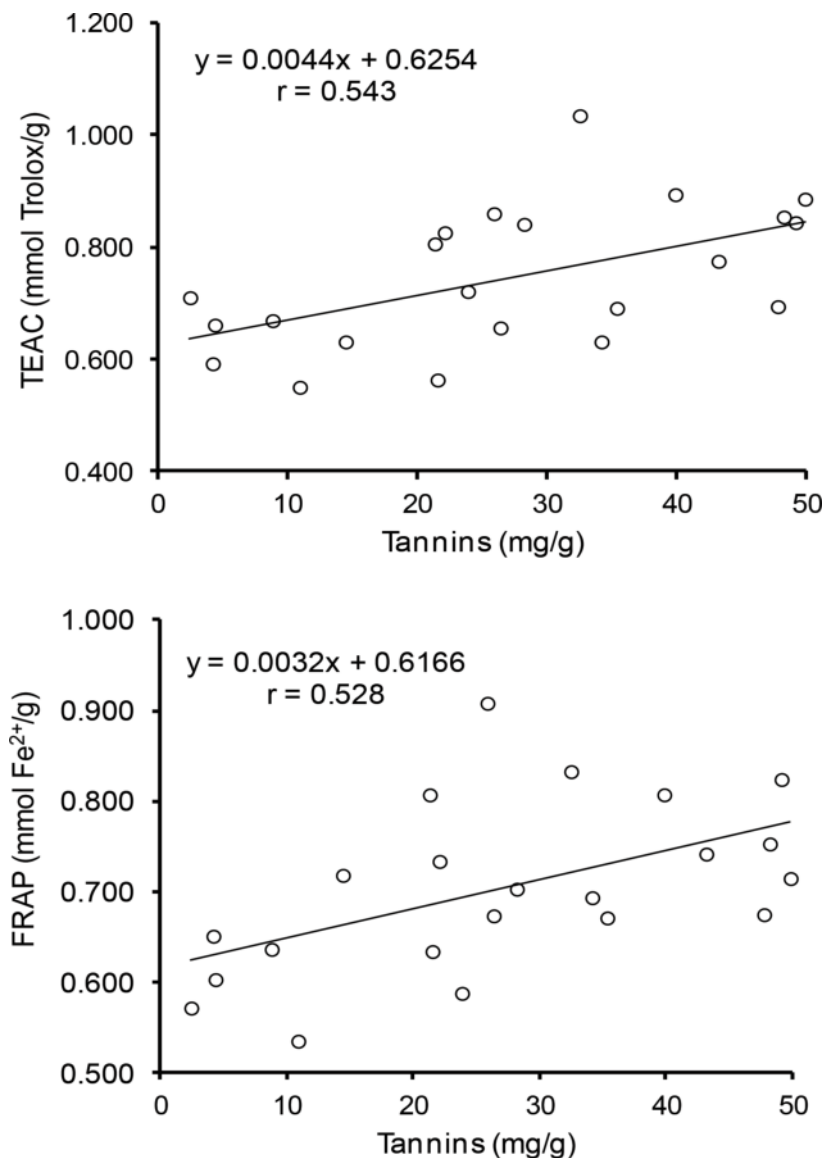 1.200
y = 0.0044x + 0.6254
r = 0.543
1.000
0.800
0.600
0.400
TEAC (mmol Trolox/g)
0 10 20 30 40 50
Tannins (mg/g)
1.000
y = 0.0032x + 0.6166
r = 0.528
0.900
0.800
0.700
0.600
0.500
FRAP (mmol Fe²⁺/g)
0 10 20 30 40 50
Tannins (mg/g)